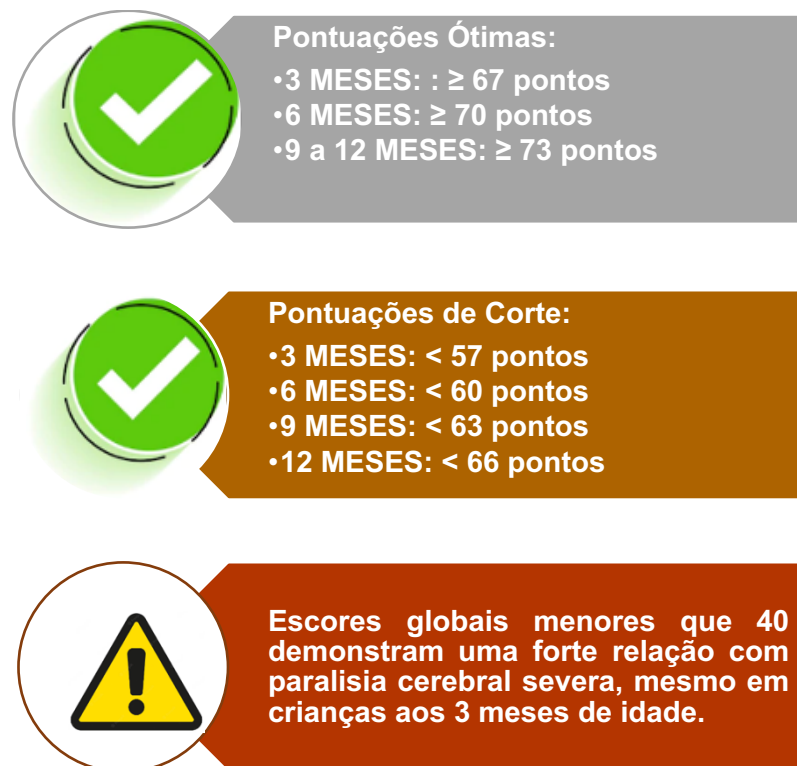 Pontuações Ótimas:
•3 MESES: : ≥ 67 pontos
•6 MESES: ≥ 70 pontos
•9 a 12 MESES: ≥ 73 pontos
Pontuações de Corte:
•3 MESES: < 57 pontos
•6 MESES: < 60 pontos
•9 MESES: < 63 pontos
•12 MESES: < 66 pontos
Escores globais menores que 40
demonstram uma forte relação com
paralisia cerebral severa, mesmo em
crianças aos 3 meses de idade.